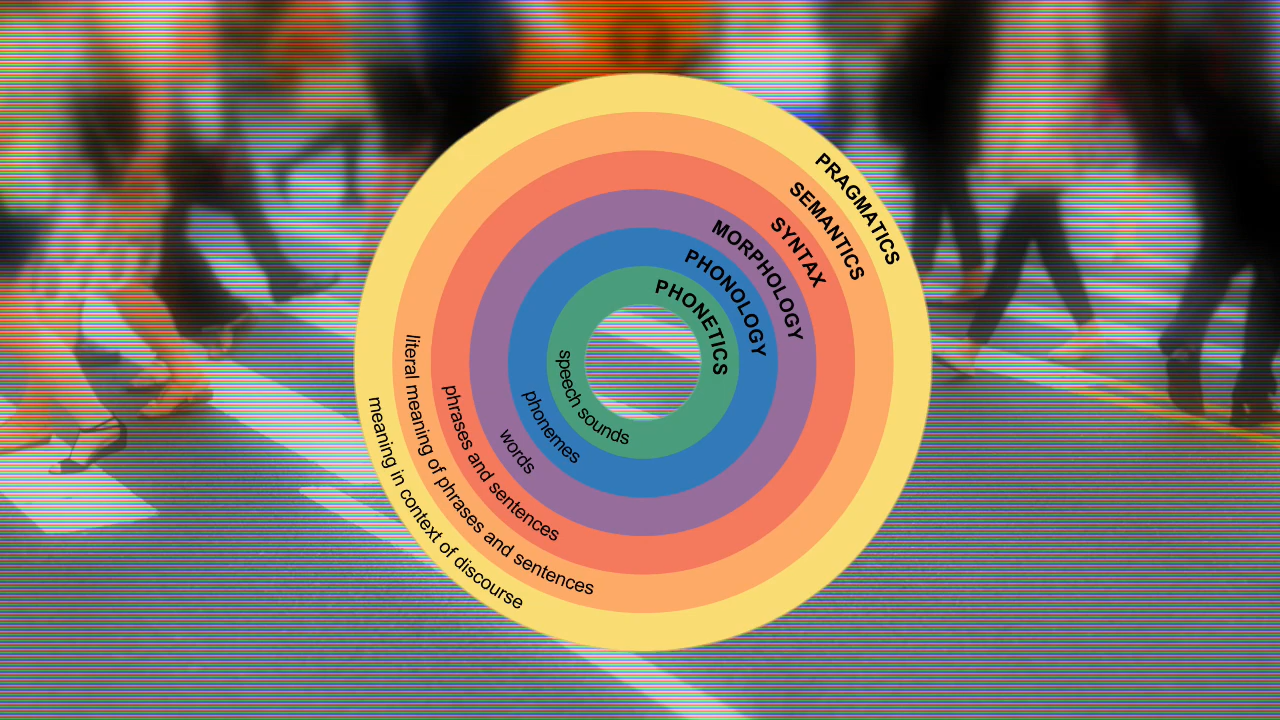 PRAGMATICS
SEMANTICS
SYNTAX
MORPHOLOGY
PHONOLOGY
PHONETICS
speech sounds
phonemes
words
phrases and sentences
literal meaning of phrases and sentences
meaning in context of discourse